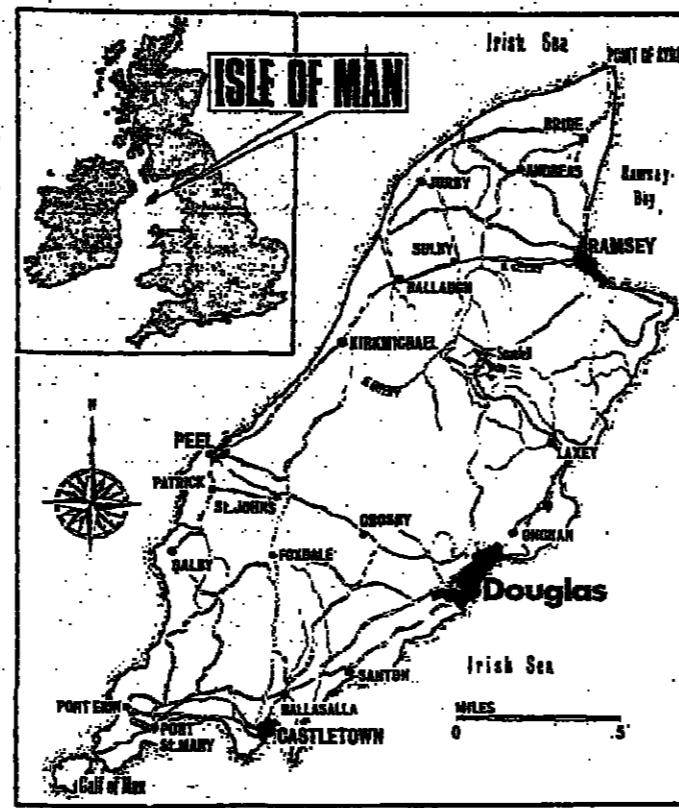 ISLE OF MAN
Irish Sea
POINT OF AYRE
BRIDE
ANDREAS
JURBY
Ramsey
Bay
SULBY
RAMSEY
BALLAUGH
KIRKMICHAEL
Snaefell
R.SULBY
PEEL
LAXEY
PATRICK
ST.JOHNS
CROSBY
ONCHAN
DALBY
FOXDALE
Douglas
SANTON
Irish Sea
PORT ERIN
BALLASALLA
MILES
0 5
PORT
ST.MARY
CASTLETOWN
Calf of Man
N